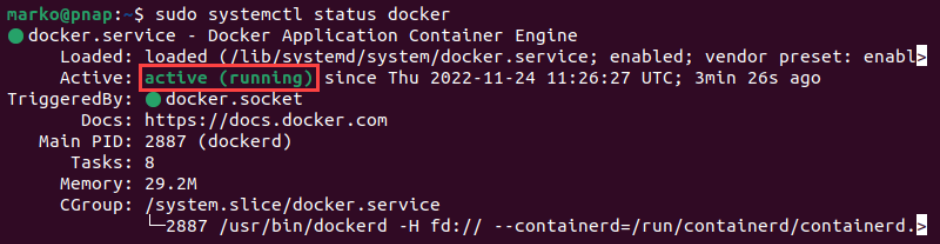 marko@pnap:~$ sudo systemctl status docker
● docker.service - Docker Application Container Engine
Loaded: loaded (/lib/systemd/system/docker.service; enabled; vendor preset: enabl>
Active: active (running) since Thu 2022-11-24 11:26:27 UTC; 3min 26s ago
TriggeredBy: ● docker.socket
Docs: https://docs.docker.com
Main PID: 2887 (dockerd)
Tasks: 8
Memory: 29.2M
CGroup: /system.slice/docker.service
└─2887 /usr/bin/dockerd -H fd:// --containerd=/run/containerd/containerd.>